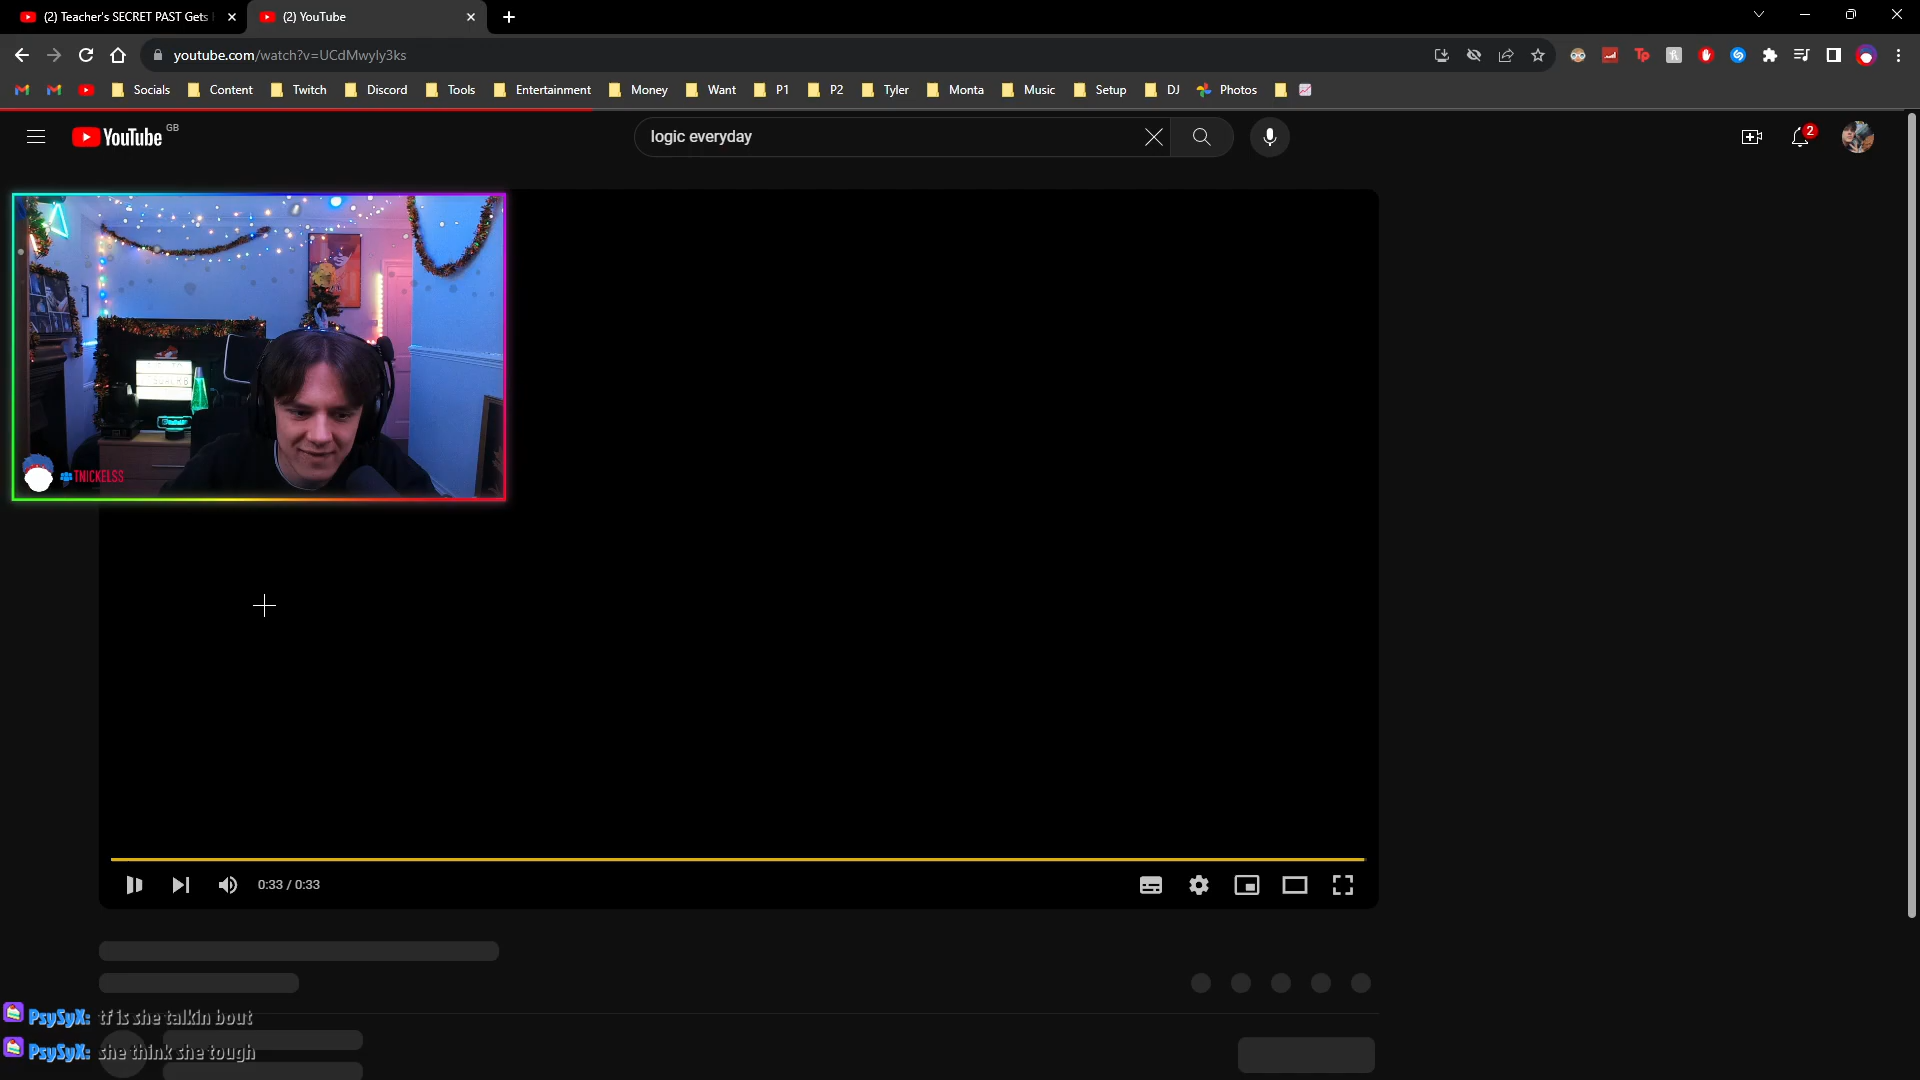 (2) Teacher's SECRET PAST Gets
(2) YouTube
youtube.com/watch?v=UCdMwyIy3ks
Socials
Content
Twitch
Discord
Tools
Entertainment
Money
Want
P1
P2
Tyler
Monta
Music
Setup
DJ
Photos
YouTube GB
logic everyday
2
TNICKELSS
0:33 / 0:33
PsySyX: tf is she talkin bout
PsySyX: she think she tough